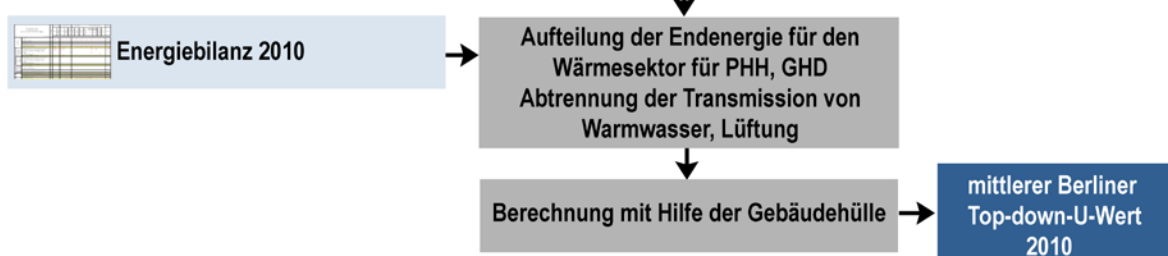 Energiebilanz 2010
Aufteilung der Endenergie für den
Wärmesektor für PHH, GHD
Abtrennung der Transmission von
Warmwasser, Lüftung
Berechnung mit Hilfe der Gebäudehülle
mittlerer Berliner
Top-down-U-Wert
2010